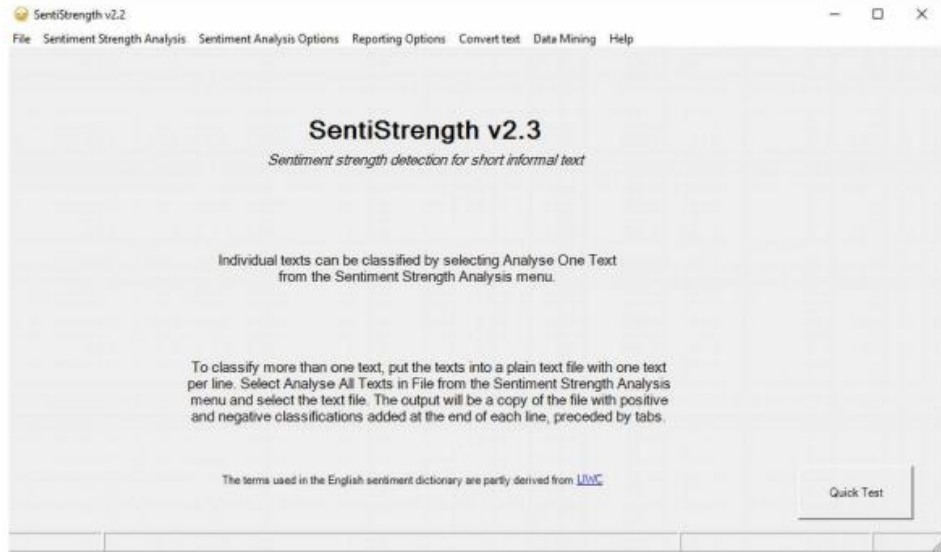 SentiStrength v2.2
File Sentiment Strength Analysis Sentiment Analysis Options Reporting Options Convert text Data Mining Help
SentiStrength v2.3
Sentiment strength detection for short informal text
Individual texts can be classified by selecting Analyse One Text
from the Sentiment Strength Analysis menu.
To classify more than one text, put the texts into a plain text file with one text
per line. Select Analyse All Texts in File from the Sentiment Strength Analysis
menu and select the text file. The output will be a copy of the file with positive
and negative classifications added at the end of each line, preceded by tabs.
The terms used in the English sentiment dictionary are partly derived from LIWC
Quick Test